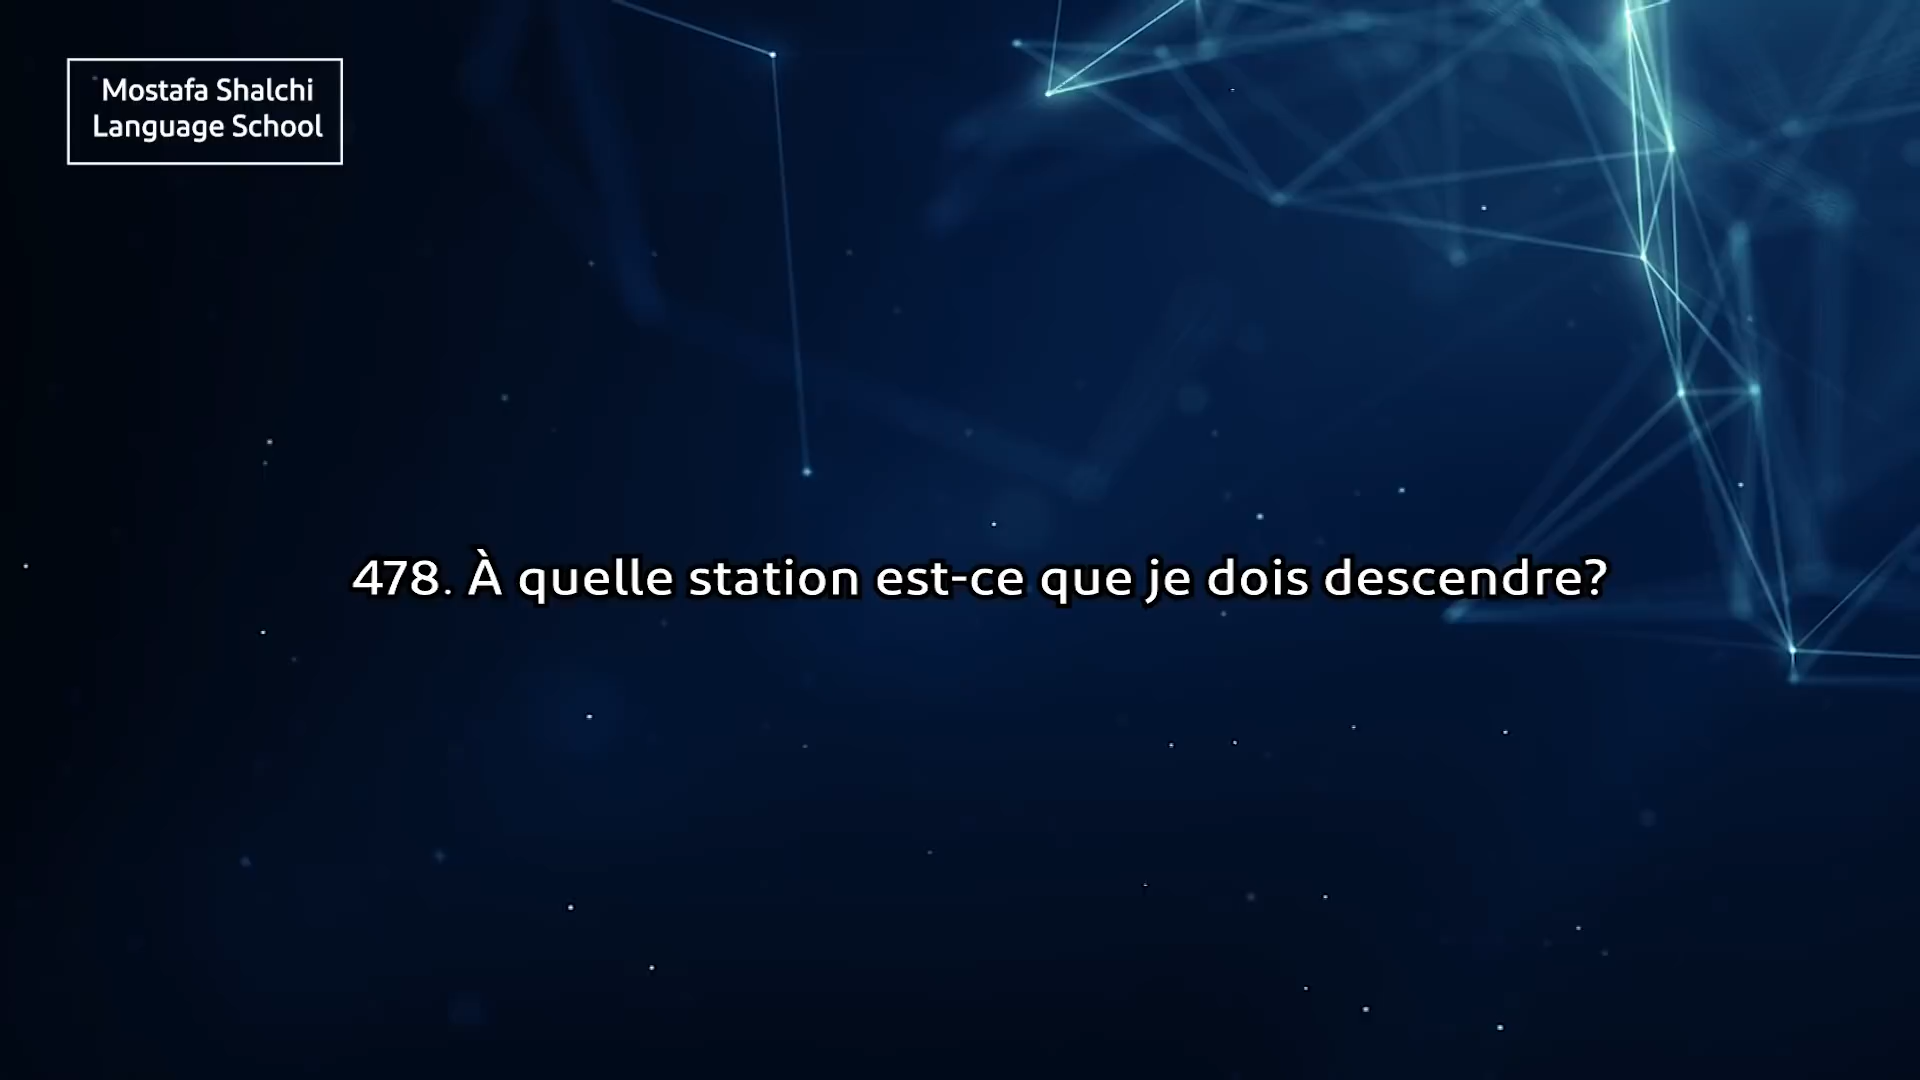 Mostafa Shalchi
Language School
478. À quelle station est-ce que je dois descendre?